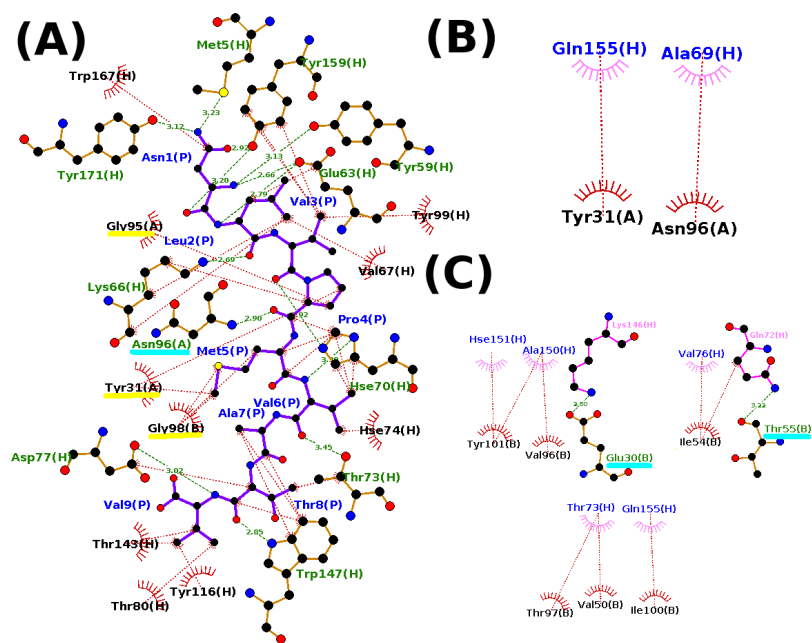 (A)
(B)
Met5(H)
Tyr159(H)
Gln155(H)
Ala69(H)
Trp167(H)
3.23
3.12
2.92
3.13
Asn1(P)
Tyr59(H)
Tyr171(H)
3.20
2.66
Glu63(H)
2.79
Val3(P)
Tyr99(H)
Tyr31(A)
Asn96(A)
Gly95(A)
Leu2(P)
2.69
Val67(H)
(C)
Lys66(H)
2.90
2.92
Pro4(P)
Asn96(A)
Met5(P)
Hse70(H)
Tyr31(A)
Val6(P)
Ala7(P)
Gly98(B)
Hse74(H)
3.45
Asp77(H)
3.02
Thr73(H)
Val9(P)
Thr8(P)
2.85
Thr143(H)
Trp147(H)
Tyr116(H)
Thr80(H)
Lys146(H)
Hse151(H)
Ala150(H)
2.80
Tyr101(B)
Val96(B)
Glu30(B)
Gln72(H)
Val76(H)
3.22
Thr55(B)
Ile54(B)
Thr73(H)
Gln155(H)
Thr97(B)
Val50(B)
Ile100(B)